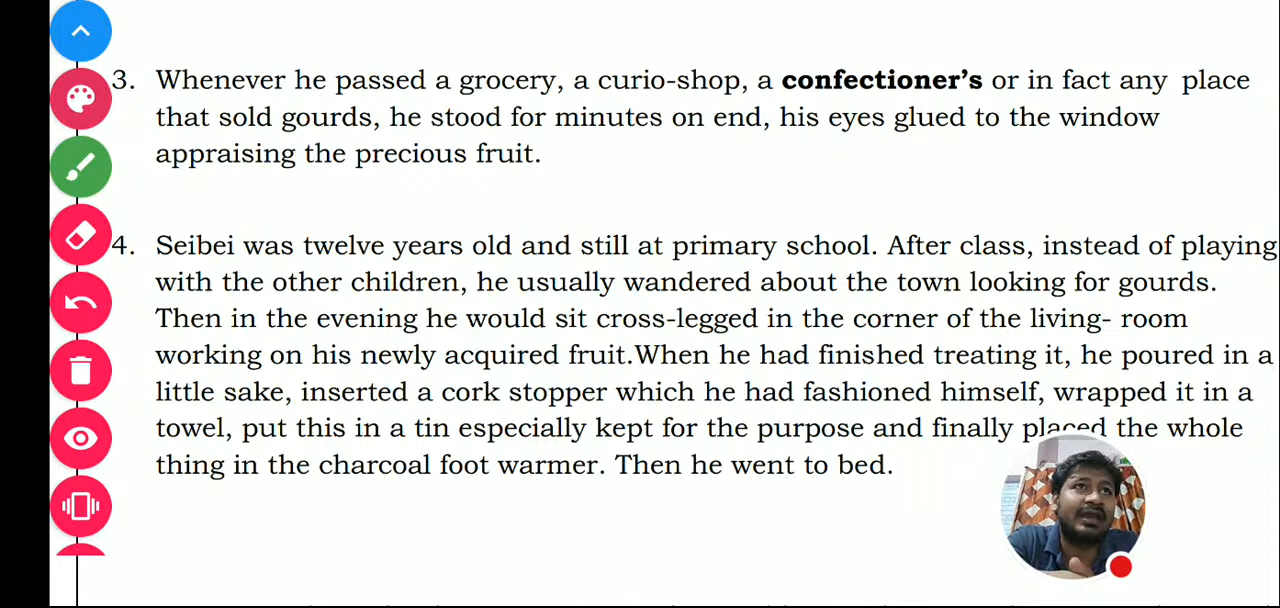 3. Whenever he passed a grocery, a curio-shop, a confectioner's or in fact any place
that sold gourds, he stood for minutes on end, his eyes glued to the window
appraising the precious fruit.
4. Seibei was twelve years old and still at primary school. After class, instead of playing
with the other children, he usually wandered about the town looking for gourds.
Then in the evening he would sit cross-legged in the corner of the living- room
working on his newly acquired fruit.When he had finished treating it, he poured in a
little sake, inserted a cork stopper which he had fashioned himself, wrapped it in a
towel, put this in a tin especially kept for the purpose and finally placed the whole
thing in the charcoal foot warmer. Then he went to bed.